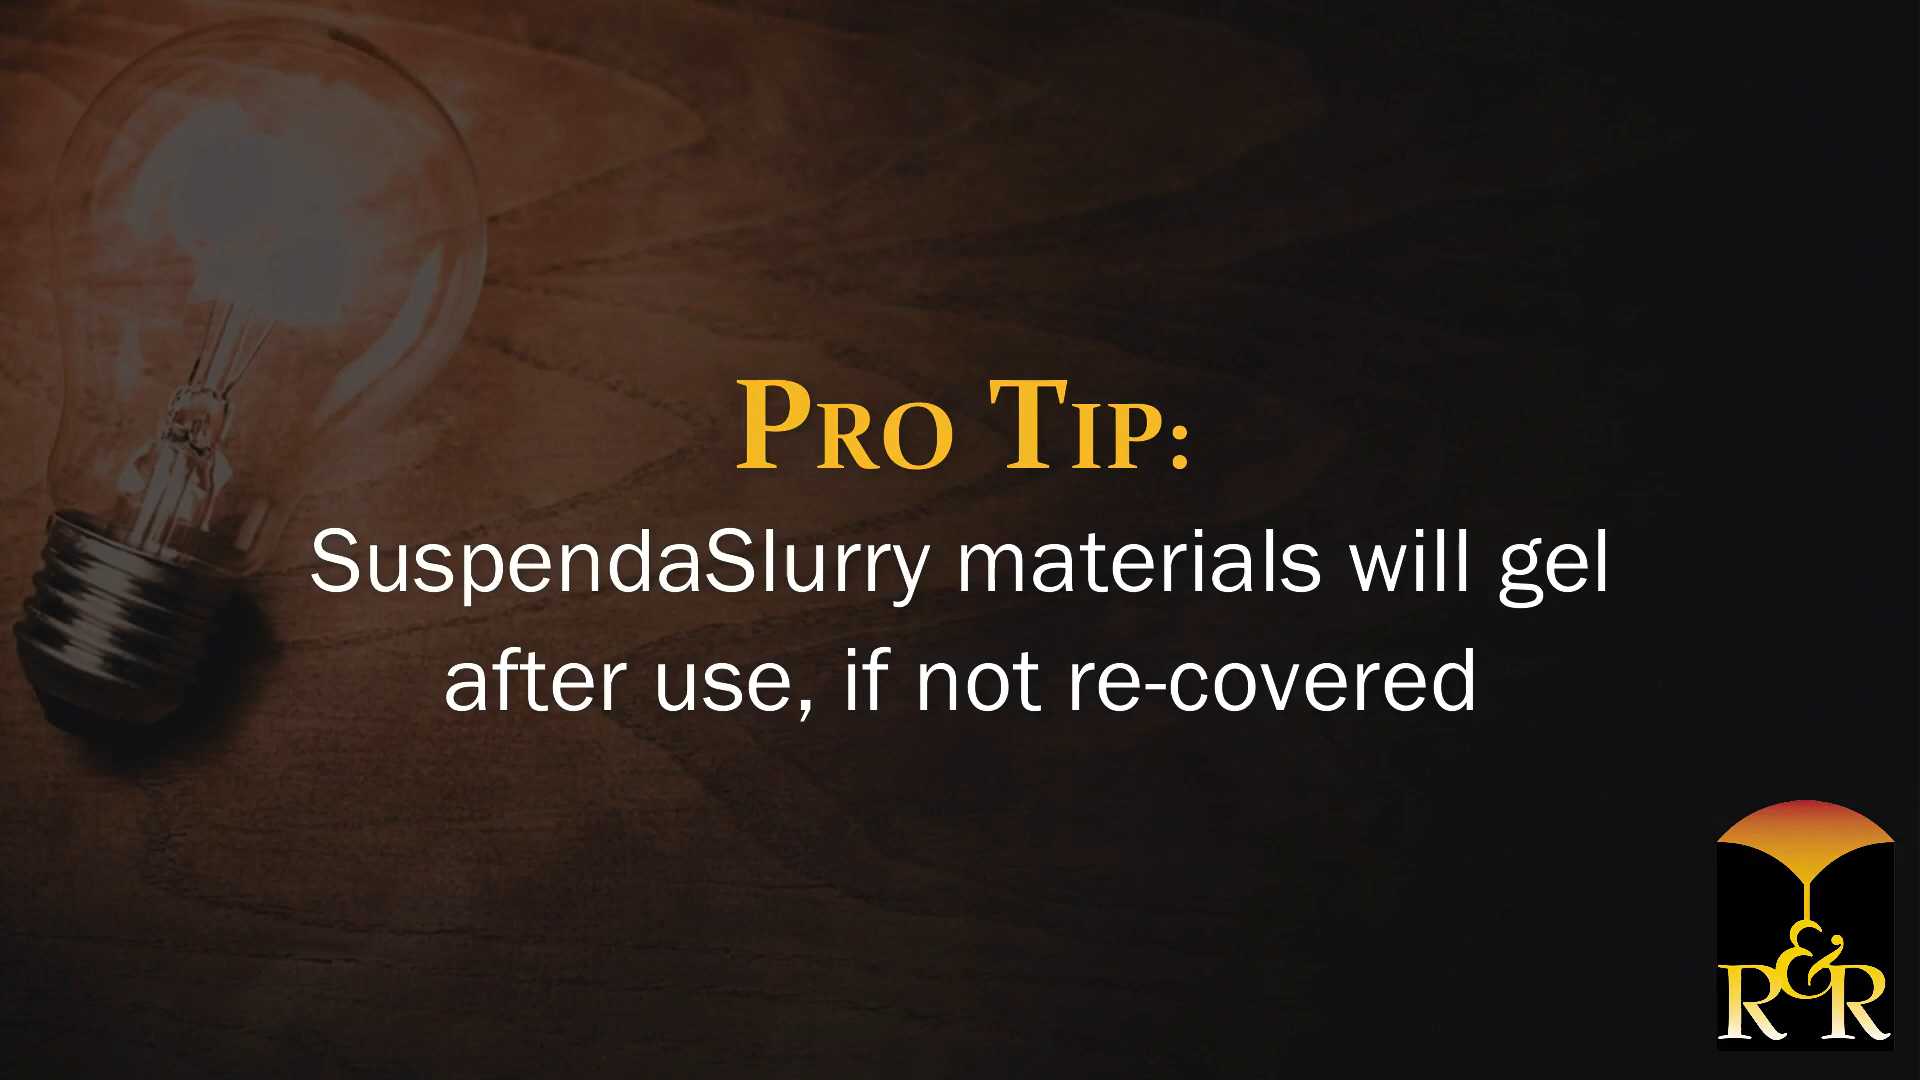 Pro Tip:
SuspendaSlurry materials will gel
after use, if not re-covered
R&R